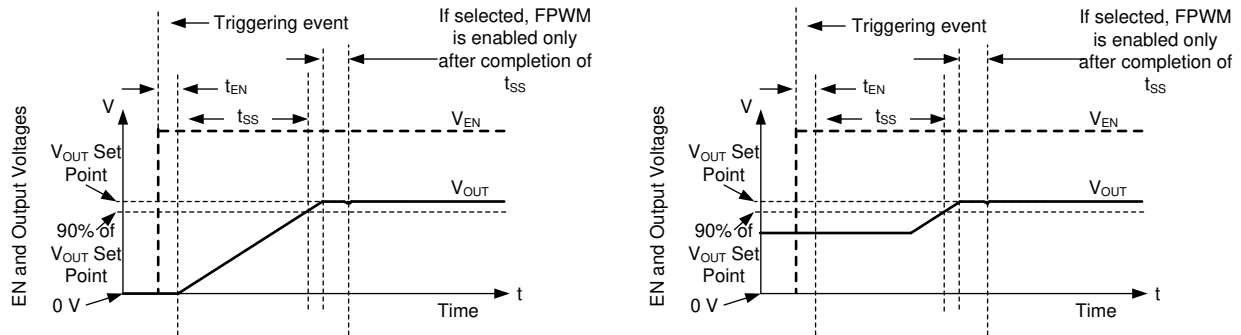 Triggering event
If selected, FPWM
is enabled only
after completion of
tSS
tEN
tSS
V
VEN
VOUT Set
Point
VOUT
90% of
VOUT Set
Point
0 V
EN and Output Voltages
Time
t
Triggering event
If selected, FPWM
is enabled only
after completion of
tSS
tEN
tSS
V
VEN
VOUT Set
Point
VOUT
90% of
VOUT Set
Point
0 V
EN and Output Voltages
Time
t